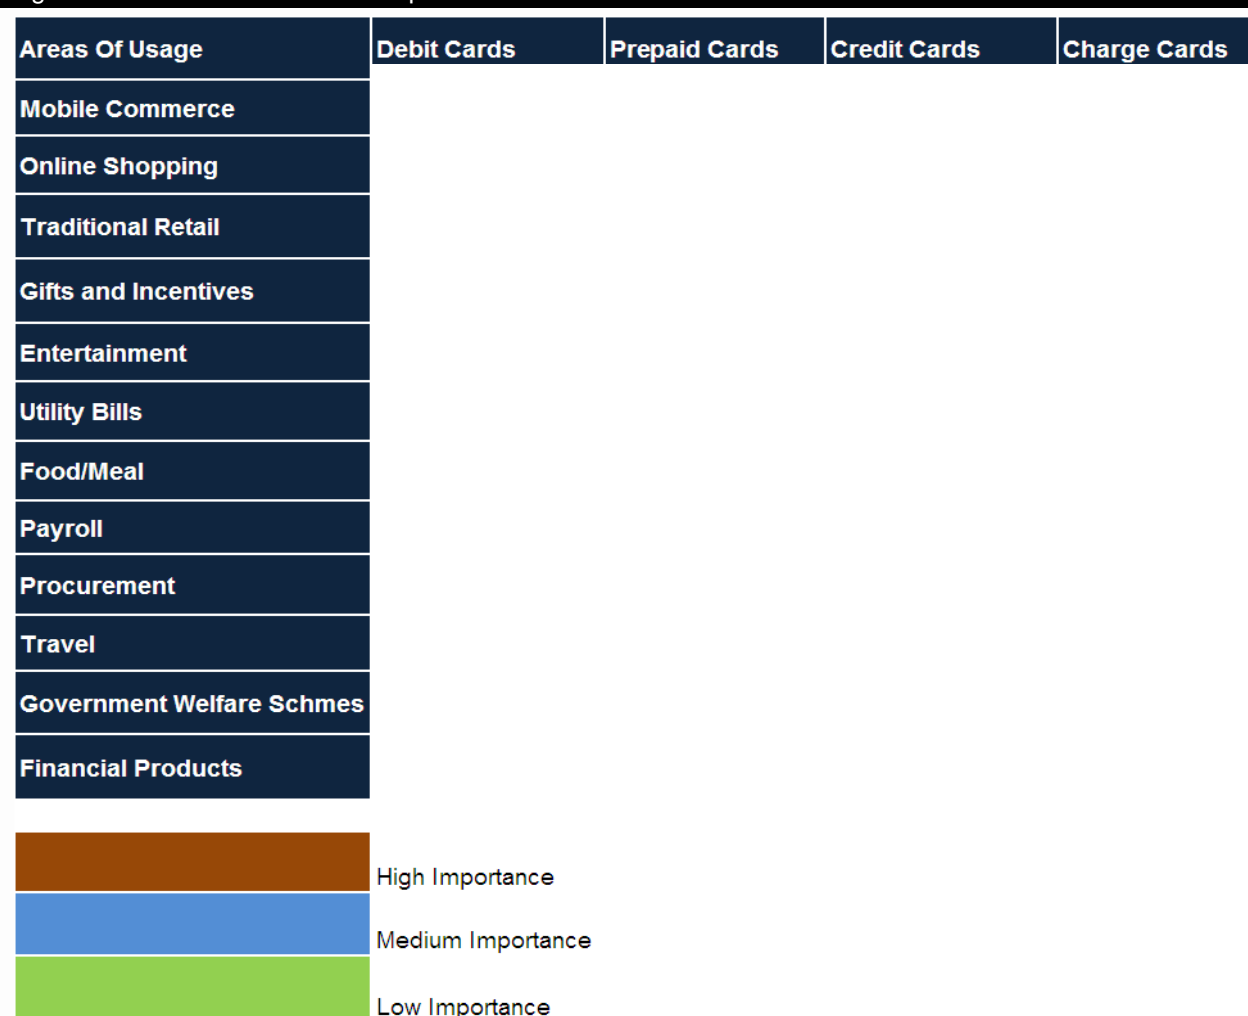 Areas Of Usage Debit Cards Prepaid Cards Credit Cards Charge Cards
Mobile Commerce
Online Shopping
Traditional Retail
Gifts and Incentives
Entertainment
Utility Bills
Food/Meal
Payroll
Procurement
Travel
Government Welfare Schmes
Financial Products
High Importance
Medium Importance
Low Importance